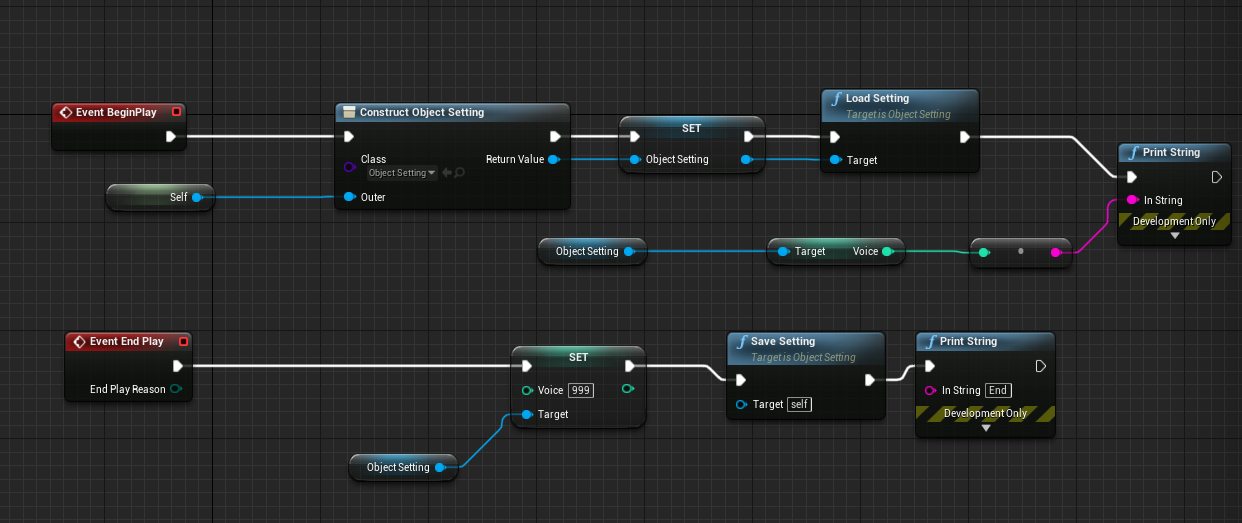 Event BeginPlay
Self
Construct Object Setting
Class
Object Setting
Return Value
Outer
SET
Object Setting
Load Setting
Target is Object Setting
Target
Print String
In String
Development Only
Object Setting
Target Voice
Event End Play
End Play Reason
SET
Voice 999
Target
Object Setting
Save Setting
Target is Object Setting
Target self
Print String
In String End
Development Only